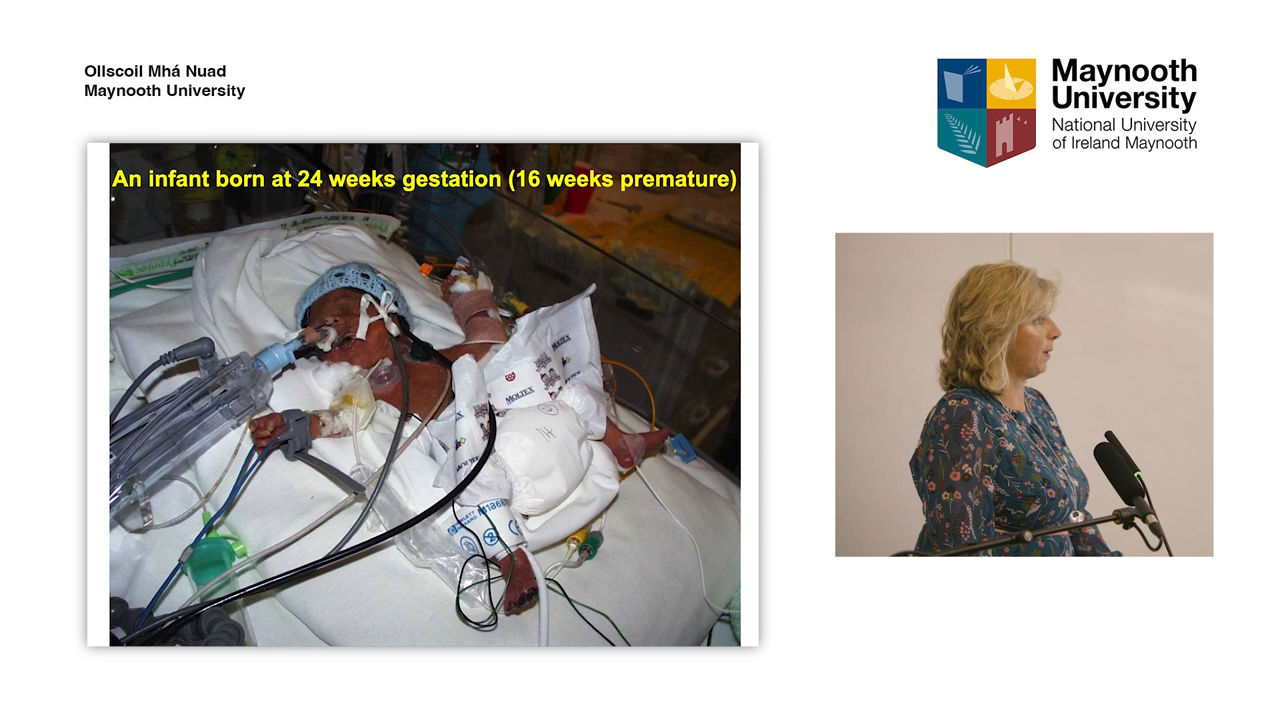 Ollscoil Mhá Nuad
Maynooth University
Maynooth
University
National University
of Ireland Maynooth
An infant born at 24 weeks gestation (16 weeks premature)
MOLTEX
MOLTEX